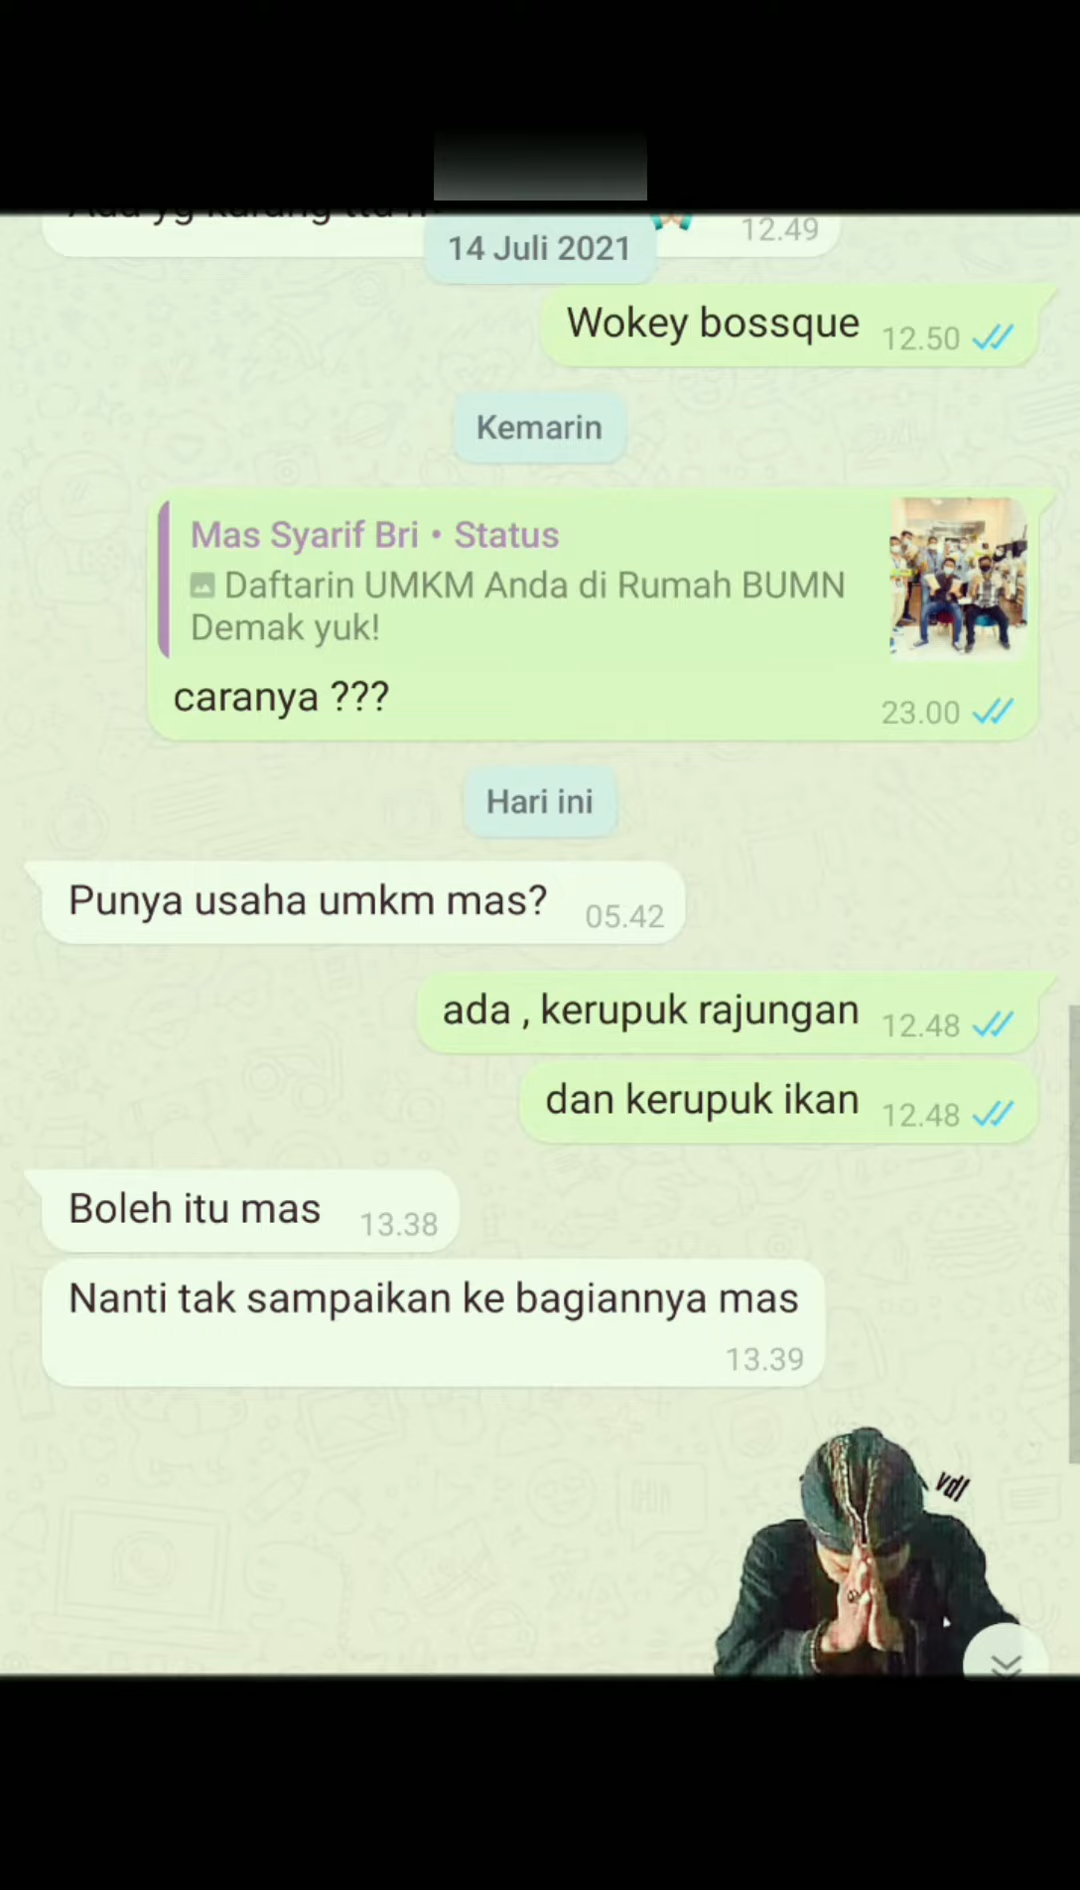 12.49
14 Juli 2021
Wokey bossque 12.50
Kemarin
Mas Syarif Bri • Status
Daftarin UMKM Anda di Rumah BUMN
Demak yuk!
caranya ???
23.00
Hari ini
Punya usaha umkm mas? 05.42
ada , kerupuk rajungan 12.48
dan kerupuk ikan 12.48
Boleh itu mas 13.38
Nanti tak sampaikan ke bagiannya mas
13.39
vdl